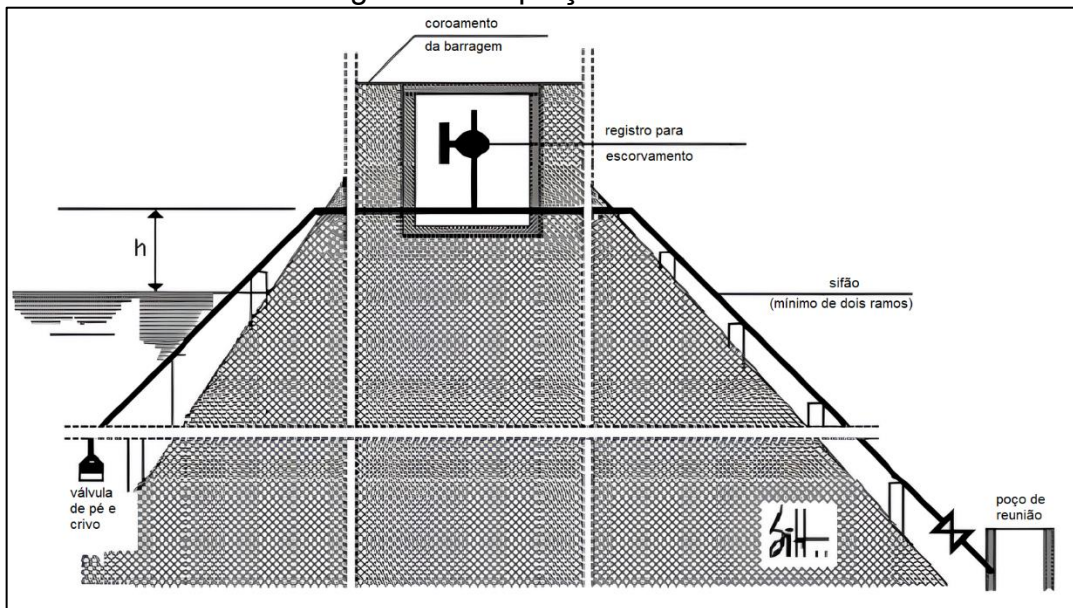 coroamento
da barragem
registro para
escorvamento
h
sifão
(mínimo de dois ramos)
válvula
de pé e
crivo
poço de
reunião